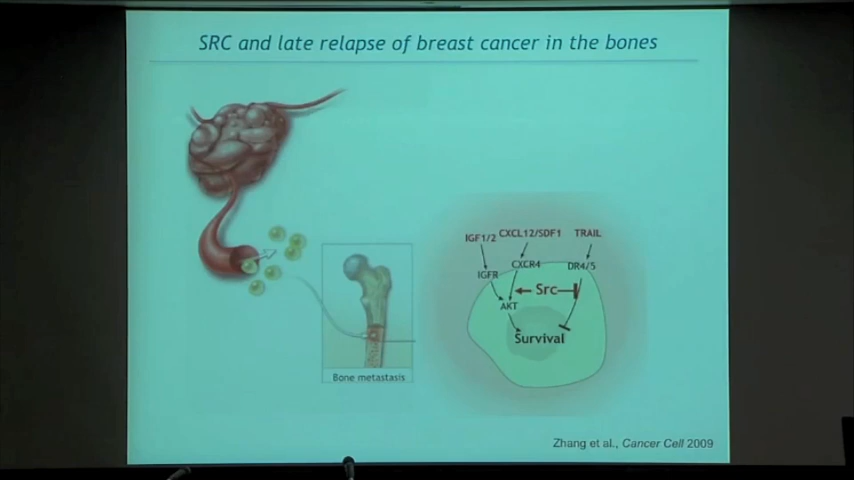 SRC and late relapse of breast cancer in the bones
IGF1/2 CXCL12/SDF1 TRAIL
IGFR CXCR4 DR4/5
Src
AKT
Survival
Bone metastasis
Zhang et al., Cancer Cell 2009